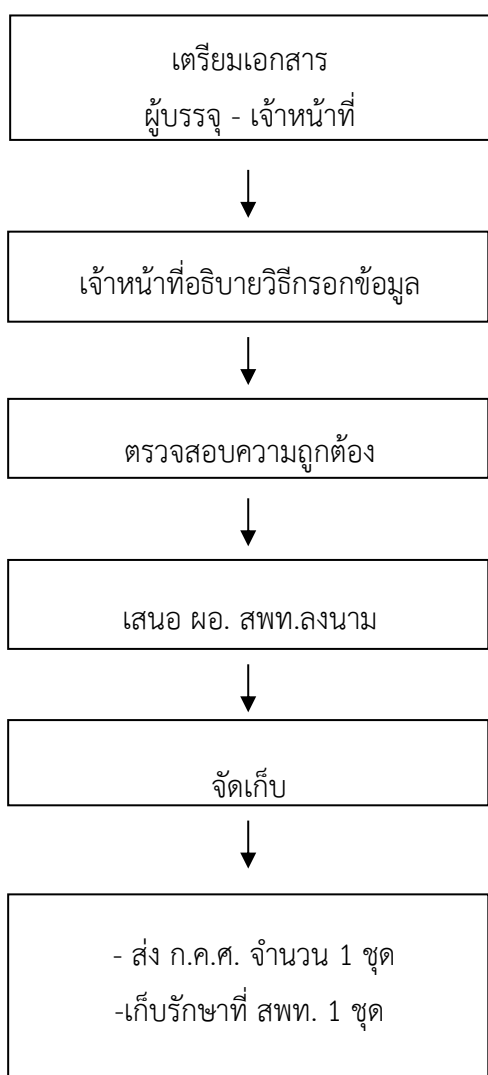 เตรียมเอกสาร
ผู้บรรจุ - เจ้าหน้าที่
เจ้าหน้าที่อธิบายวิธีกรอกข้อมูล
ตรวจสอบความถูกต้อง
เสนอ ผอ. สพท.ลงนาม
จัดเก็บ
- ส่ง ก.ค.ศ. จำนวน 1 ชุด
-เก็บรักษาที่ สพท. 1 ชุด